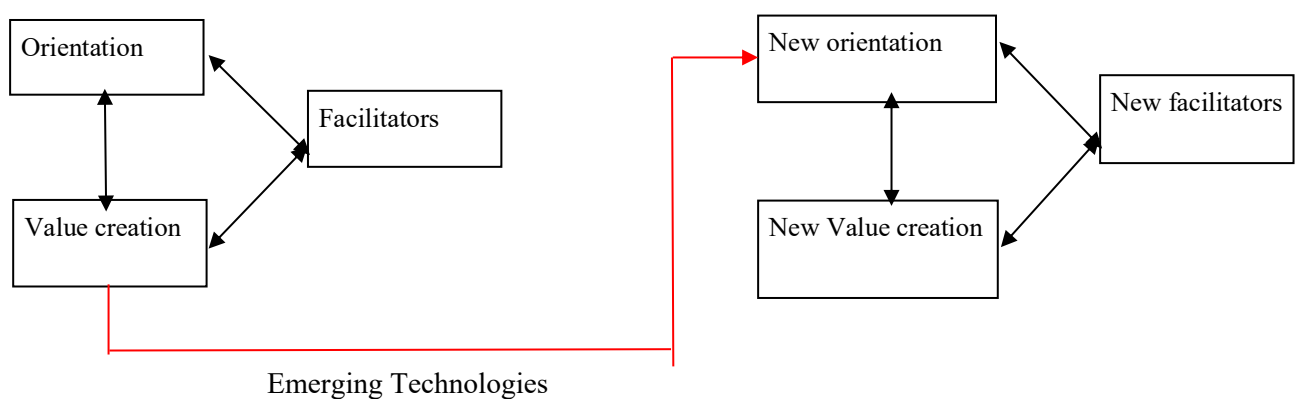 Orientation
Facilitators
Value creation
New orientation
New facilitators
New Value creation
Emerging Technologies